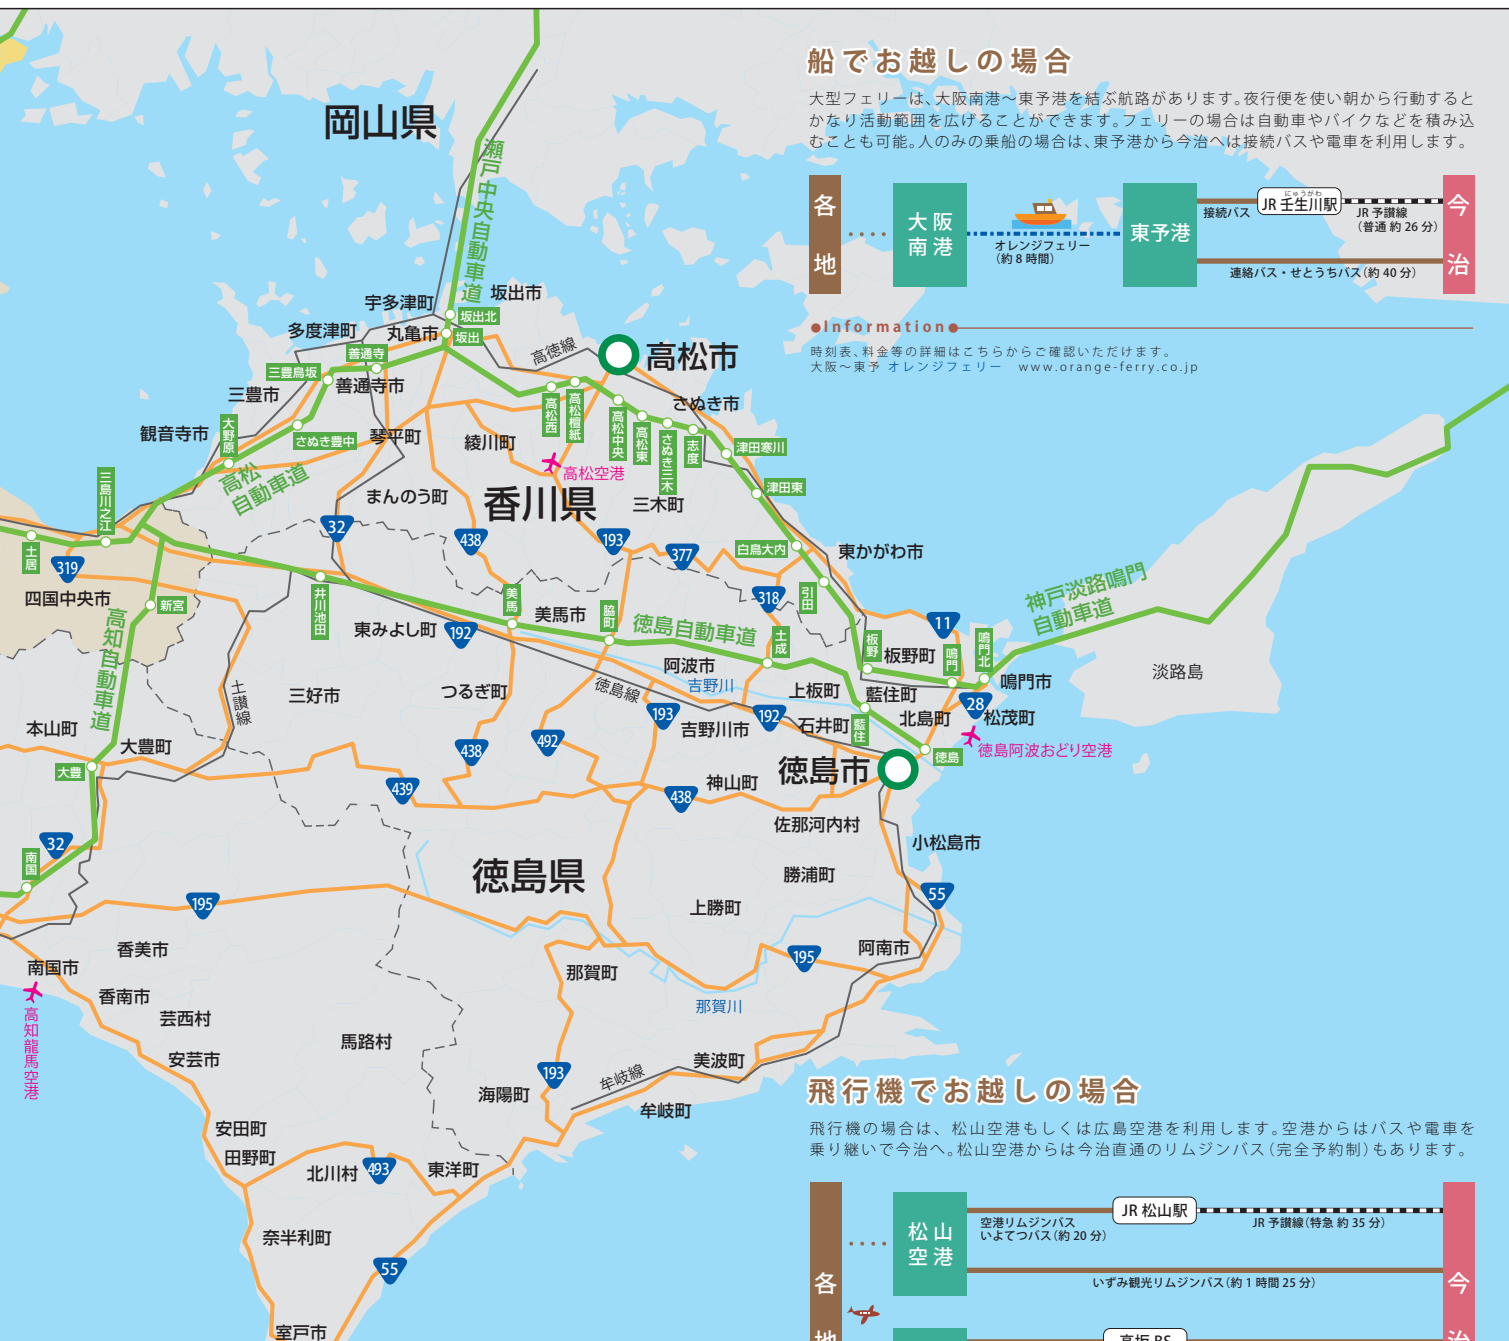 岡山県
瀬戸中央自動車道
宇多津町
坂出市
坂出北
多度津町
丸亀市
坂出
善通寺
三豊鳥坂
善通寺市
高徳線
高松市
三豊市
大野原
観音寺市
さぬき豊中
琴平町
綾川町
高松西
高松檀紙
高松中央
高松東
さぬき三木
志度
さぬき市
津田寒川
津田東
高松空港
高松
自動車道
三島川之江
まんのう町
香川県
三木町
32
438
193
377
白鳥大内
東かがわ市
土居
319
四国中央市
新宮
井川池田
美馬
美馬市
脇町
318
引田
神戸淡路鳴門
自動車道
高知自動車道
東みよし町
192
徳島自動車道
土成
板野
板野町
11
鳴門
鳴門北
鳴門市
淡路島
土讃線
三好市
つるぎ町
徳島線
阿波市
吉野川
上板町
藍住町
北島町
28
松茂町
本山町
大豊町
大豊
438
492
193
吉野川市
192
石井町
藍住
徳島
徳島阿波おどり空港
439
438
神山町
徳島市
佐那河内村
小松島市
32
南国
徳島県
勝浦町
上勝町
55
195
香美市
南国市
香南市
芸西村
高知龍馬空港
安芸市
馬路村
那賀町
那賀川
195
阿南市
193
海陽町
牟岐線
美波町
牟岐町
安田町
田野町
北川村
493
東洋町
奈半利町
55
室戸市
船でお越しの場合
大型フェリーは、大阪南港～東予港を結ぶ航路があります。夜行便を使い朝から行動すると
かなり活動範囲を広げることができます。フェリーの場合は自動車やバイクなどを積み込
むことも可能。人のみの乗船の場合は、東予港から今治へは接続バスや電車を利用します。
各地
大阪
南港
オレンジフェリー
（約8時間）
東予港
接続バス
にゅうがわ
JR 壬生川駅
JR 予讃線
（普通 約26分）
連絡バス・せとうちバス（約40分）
今治
●Information●
時刻表、料金等の詳細はこちらからご確認いただけます。
大阪～東予 オレンジフェリー www.orange-ferry.co.jp
飛行機でお越しの場合
飛行機の場合は、松山空港もしくは広島空港を利用します。空港からはバスや電車を
乗り継いで今治へ。松山空港からは今治直通のリムジンバス（完全予約制）もあります。
各地
松山
空港
空港リムジンバス
いよてつバス（約20分）
JR 松山駅
JR 予讃線（特急 約35分）
いずみ観光リムジンバス（約1時間25分）
高坂 BS
今治